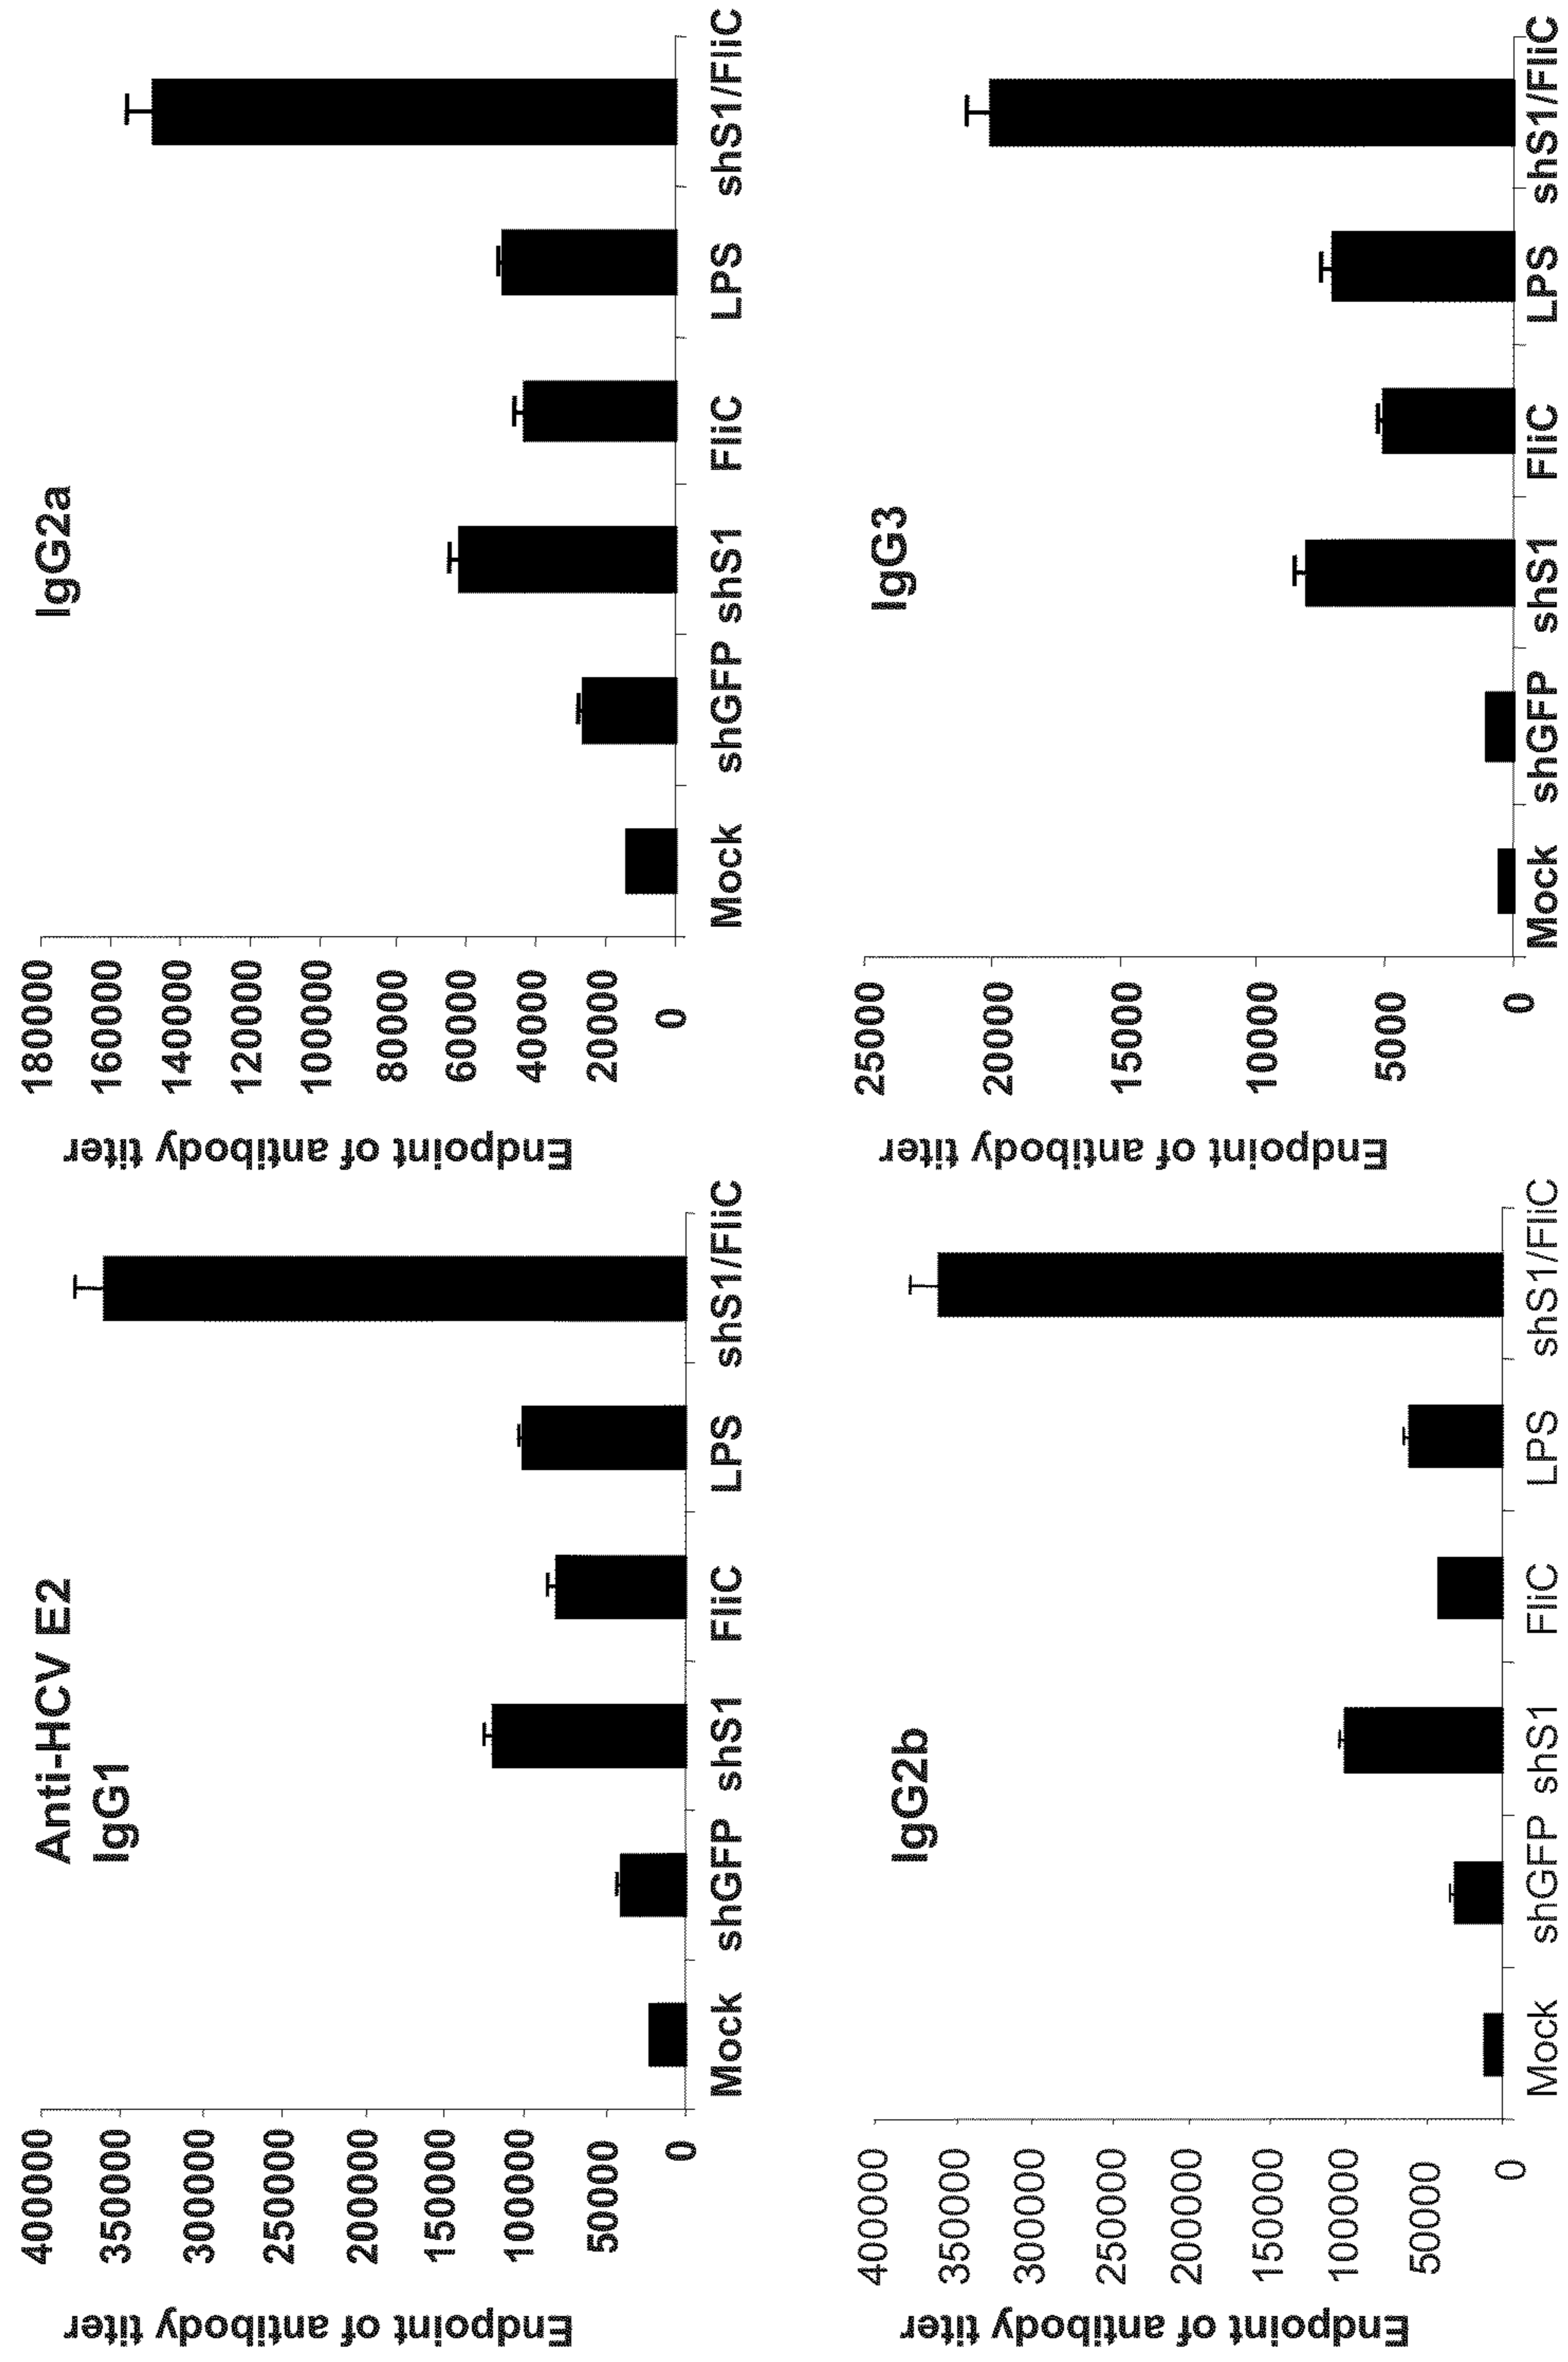 Anti-HCV E2
IgG1
Endpoint of antibody titer
400000
350000
300000
250000
200000
150000
100000
50000
0
Mock shGFP shS1 FliC LPS shS1/FliC
IgG2a
Endpoint of antibody titer
180000
160000
140000
120000
100000
80000
60000
40000
20000
0
Mock shGFP shS1 FliC LPS shS1/FliC
IgG2b
Endpoint of antibody titer
400000
350000
300000
250000
200000
150000
100000
50000
0
Mock shGFP shS1 FliC LPS shS1/FliC
IgG3
Endpoint of antibody titer
25000
20000
15000
10000
5000
0
Mock shGFP shS1 FliC LPS shS1/FliC